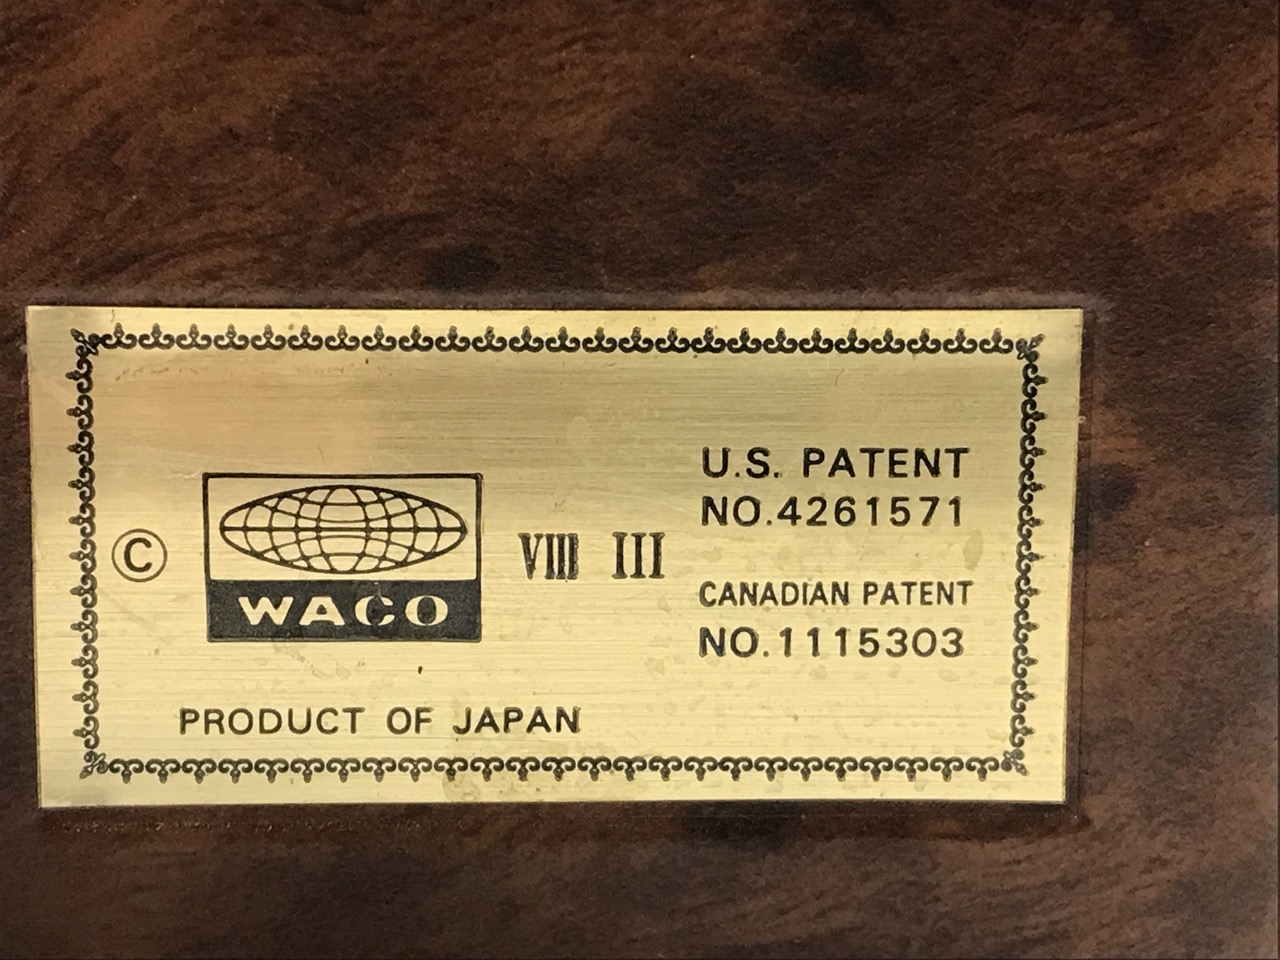 ©
WACO
VIII III
U.S. PATENT
NO.4261571
CANADIAN PATENT
NO.1115303
PRODUCT OF JAPAN